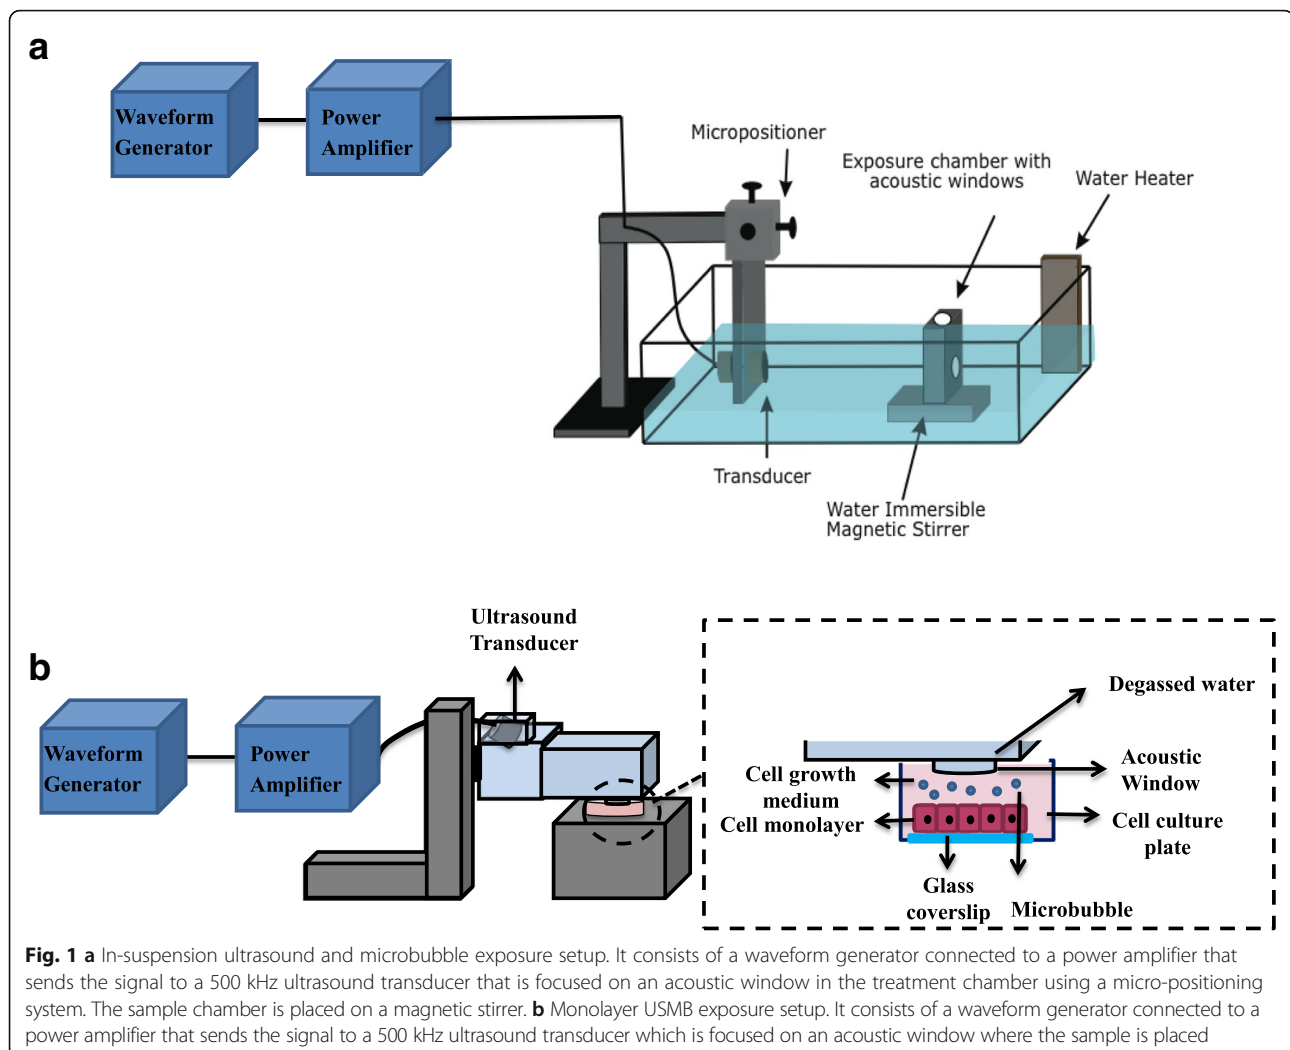 a
Waveform
Generator
Power
Amplifier
Micropositioner
Exposure chamber with
acoustic windows
Water Heater
Transducer
Water Immersible
Magnetic Stirrer
b
Ultrasound
Transducer
Waveform
Generator
Power
Amplifier
Degassed water
Acoustic
Window
Cell growth
medium
Cell monolayer
Cell culture
plate
Glass
coverslip
Microbubble
Fig. 1 a In-suspension ultrasound and microbubble exposure setup. It consists of a waveform generator connected to a power amplifier that
sends the signal to a 500 kHz ultrasound transducer that is focused on an acoustic window in the treatment chamber using a micro-positioning
system. The sample chamber is placed on a magnetic stirrer. b Monolayer USMB exposure setup. It consists of a waveform generator connected to a
power amplifier that sends the signal to a 500 kHz ultrasound transducer which is focused on an acoustic window where the sample is placed